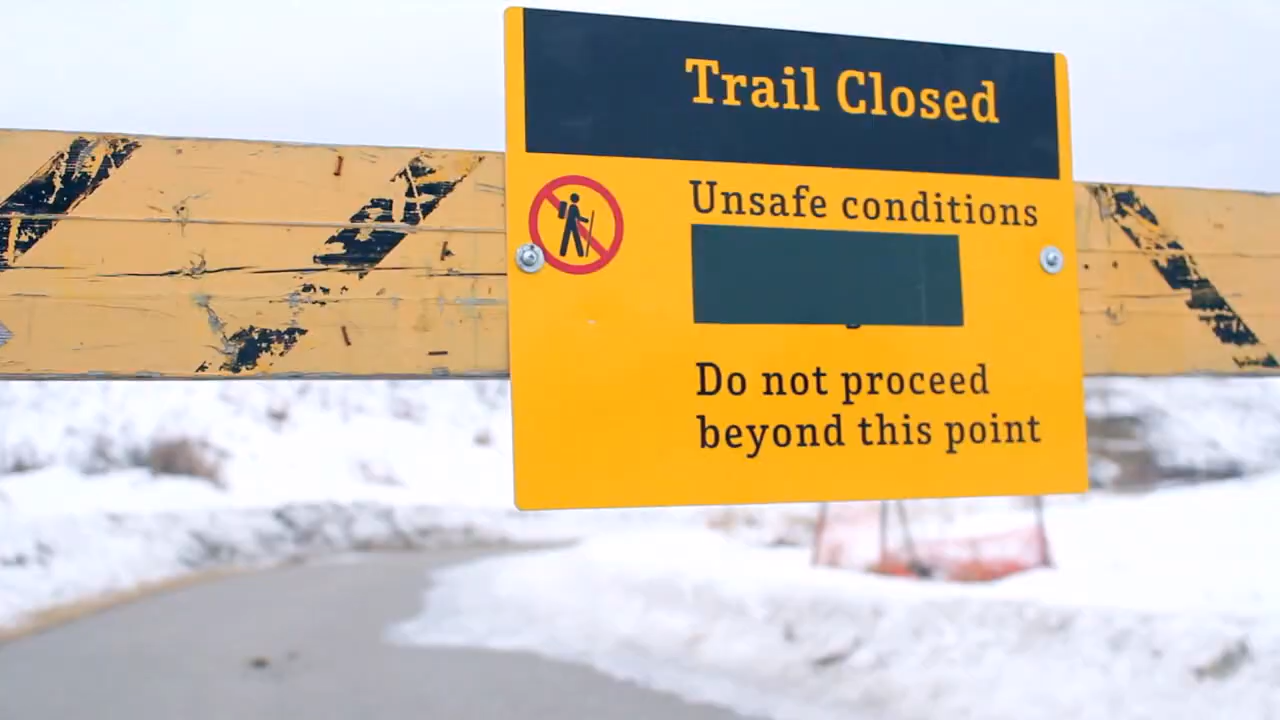 Trail Closed
Unsafe conditions
Do not proceed
beyond this point